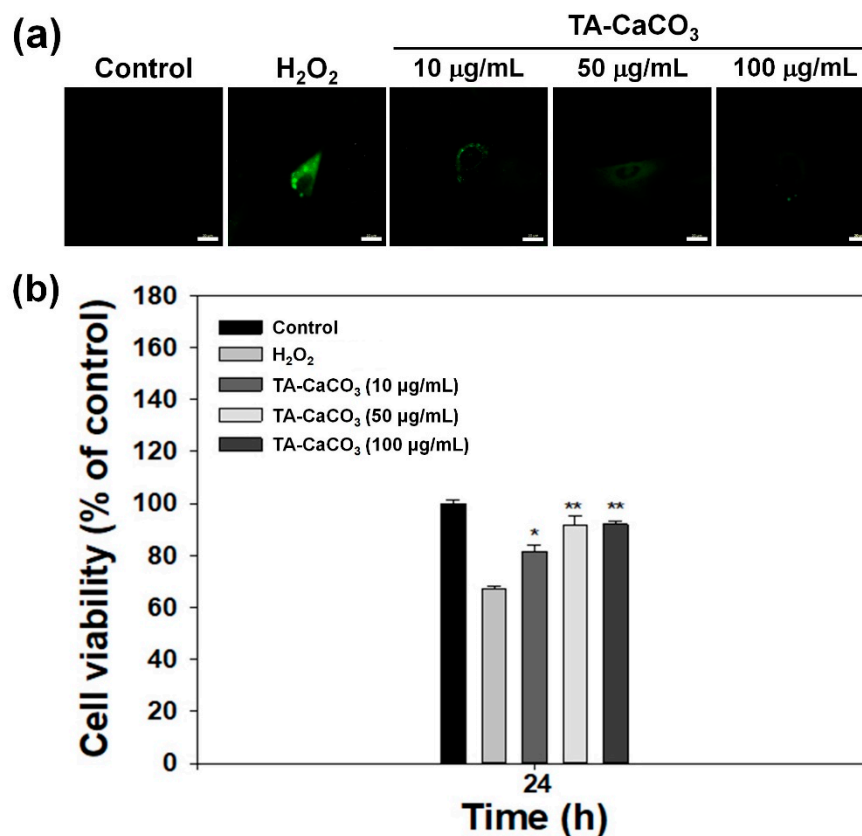 (a)
TA-CaCO₃
Control H₂O₂ 10 µg/mL 50 µg/mL 100 µg/mL
(b)
Cell viability (% of control)
180
160
140
120
100
80
60
40
20
0
Control
H₂O₂
TA-CaCO₃ (10 µg/mL)
TA-CaCO₃ (50 µg/mL)
TA-CaCO₃ (100 µg/mL)
* ** **
24
Time (h)